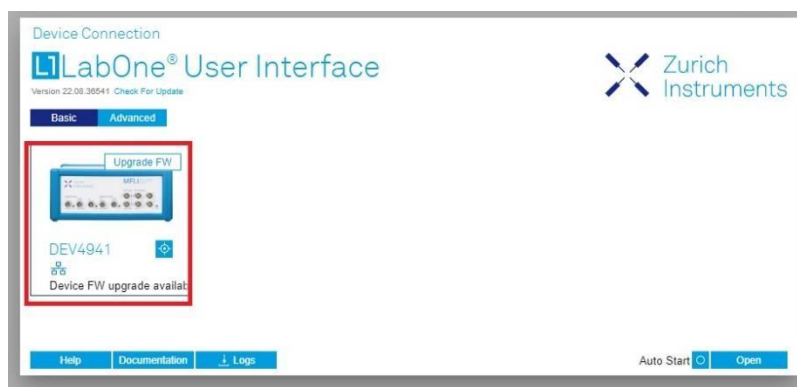 Device Connection
LabOne® User Interface
Zurich
Instruments
Version 22.08.36541 Check For Update
Basic Advanced
Upgrade FW
MFLI
DEV4941
Device FW upgrade availab
Help Documentation Logs
Auto Start Open